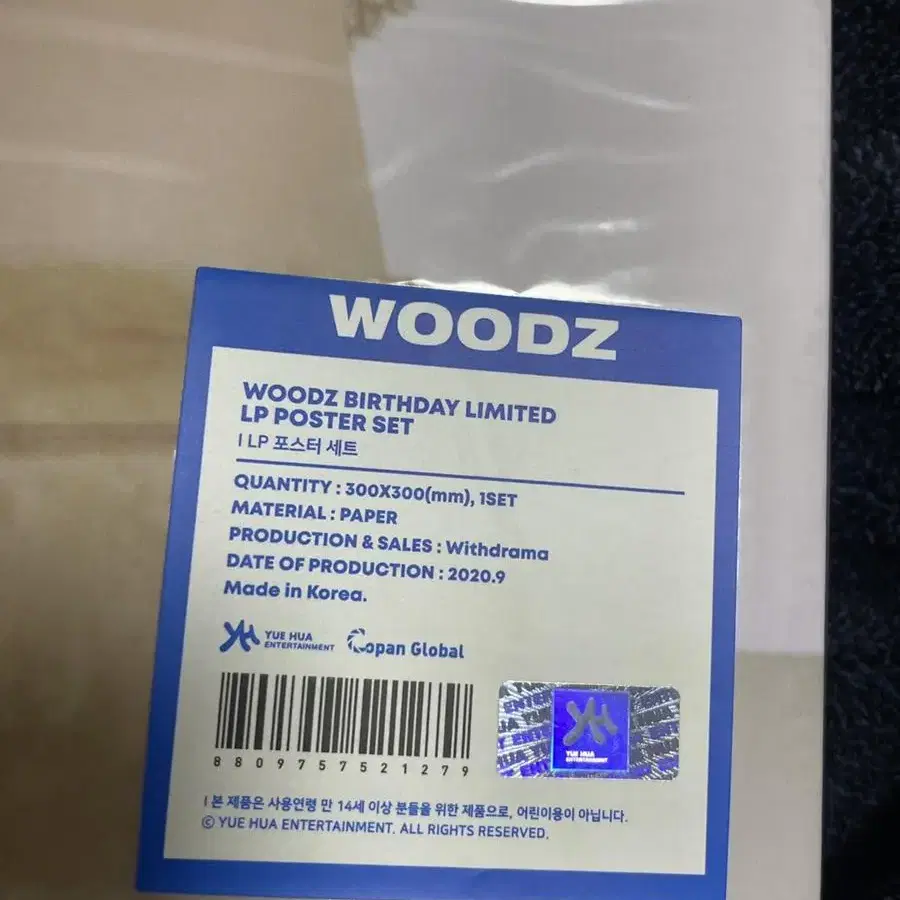 WOODZ
WOODZ BIRTHDAY LIMITED
LP POSTER SET
| LP 포스터 세트
QUANTITY : 300X300(mm), 1SET
MATERIAL : PAPER
PRODUCTION & SALES : Withdrama
DATE OF PRODUCTION : 2020.9
Made in Korea.
YH YUE HUA
ENTERTAINMENT
Copan Global
YH
YUE HUA
ENTERTAINMENT
8809757521279
| 본 제품은 사용연령 만 14세 이상 분들을 위한 제품으로, 어린이용이 아닙니다.
© YUE HUA ENTERTAINMENT. ALL RIGHTS RESERVED.